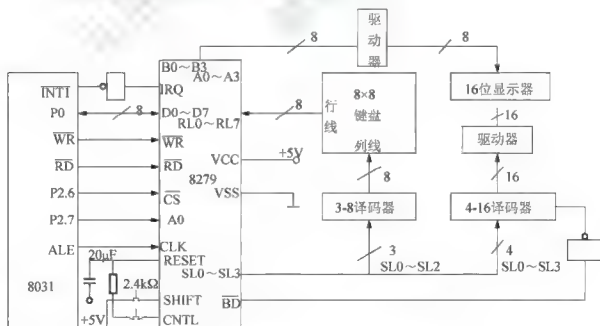 驱动器
8
8
B0～B3
A0～A3
INT1
IRQ
16位显示器
P0
8
D0～D7
8
行线
8×8
键盘
列线
RL0～RL7
16
WR
WR
+5V
VCC
驱动器
RD
RD
8279
8
16
P2.6
CS
VSS
3-8译码器
4-16译码器
P2.7
A0
ALE
CLK
20μF
RESET
3
4
2.4kΩ
SL0～SL3
SL0～SL2
SL0～SL3
8031
SHIFT
BD
+5V
CNTL